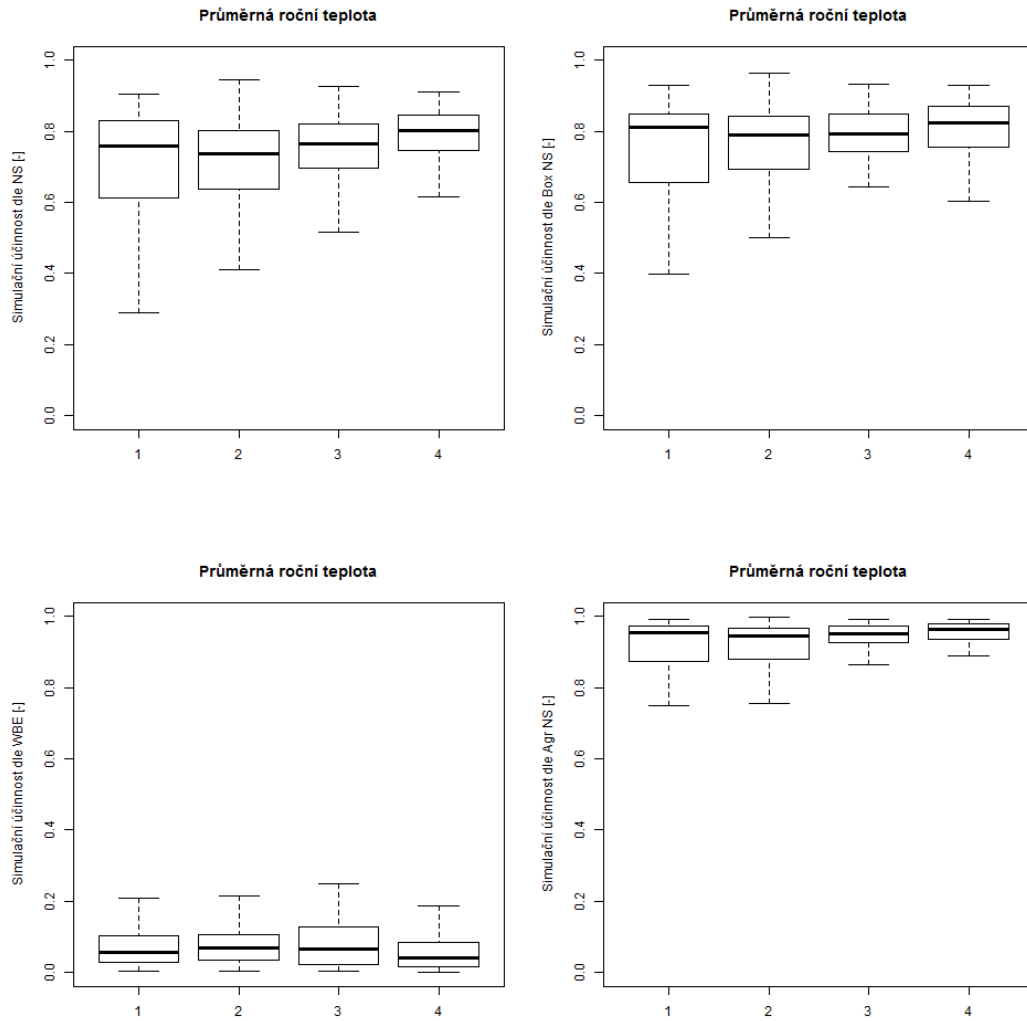 Průměrná roční teplota
Simulační účinnost dle NS [-]
1.0
0.8
0.6
0.4
0.2
0.0
1 2 3 4
Průměrná roční teplota
Simulační účinnost dle Box NS [-]
1.0
0.8
0.6
0.4
0.2
0.0
1 2 3 4
Průměrná roční teplota
Simulační účinnost dle WBE [-]
1.0
0.8
0.6
0.4
0.2
0.0
1 2 3 4
Průměrná roční teplota
Simulační účinnost dle Agr NS [-]
1.0
0.8
0.6
0.4
0.2
0.0
1 2 3 4